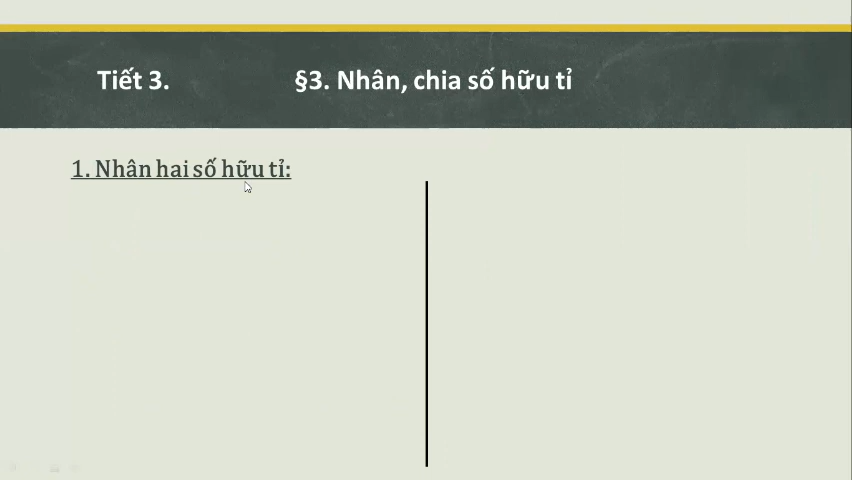 Tiết 3. §3. Nhân, chia số hữu tỉ
1. Nhân hai số hữu tỉ: